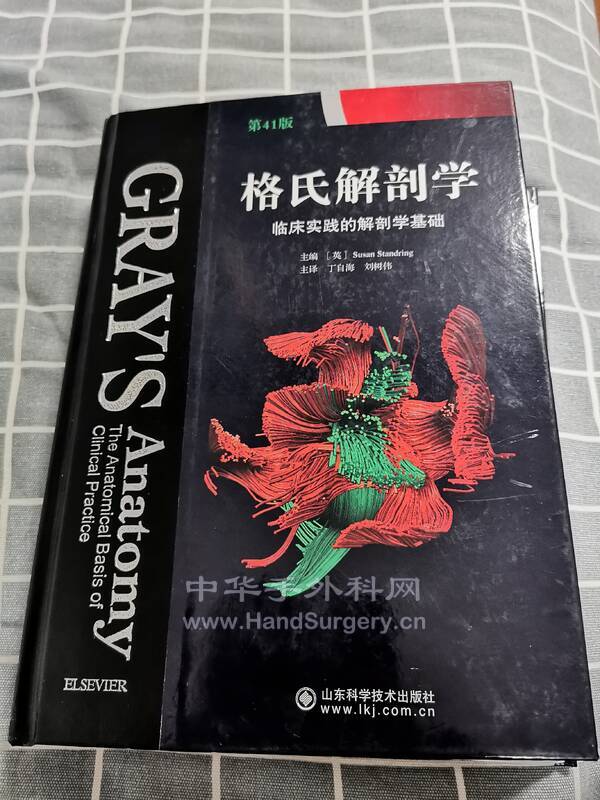 第41版
格氏解剖学
临床实践的解剖学基础
主编 [英] Susan Standring
主译 丁自海 刘树伟
GRAY'S Anatomy
The Anatomical Basis of
Clinical Practice
ELSEVIER
中华手外科网
www.HandSurgery.cn
山东科学技术出版社
www.lkj.com.cn